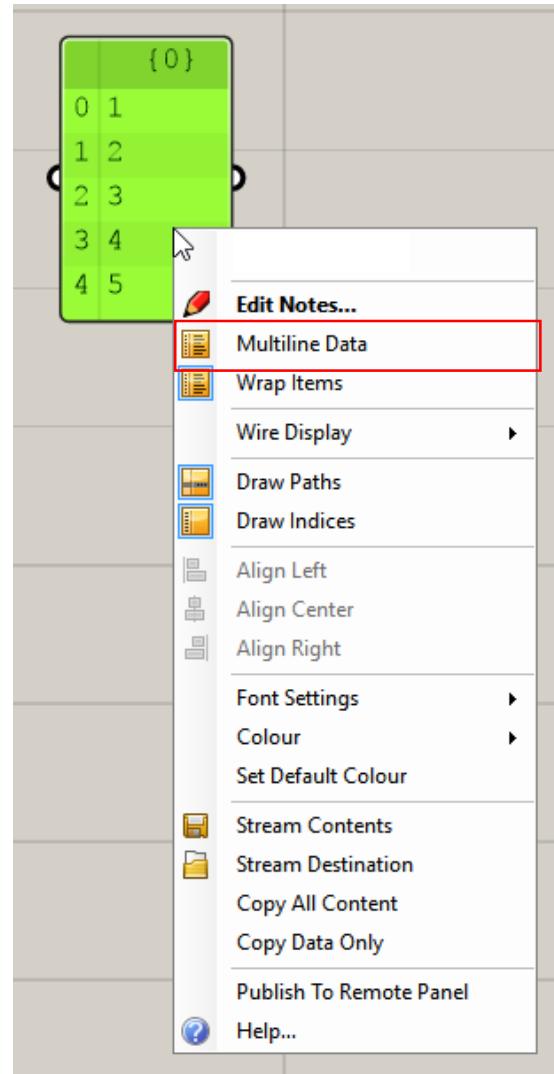 {0}
0 1
1 2
2 3
3 4
4 5
Edit Notes...
Multiline Data
Wrap Items
Wire Display
Draw Paths
Draw Indices
Align Left
Align Center
Align Right
Font Settings
Colour
Set Default Colour
Stream Contents
Stream Destination
Copy All Content
Copy Data Only
Publish To Remote Panel
Help...